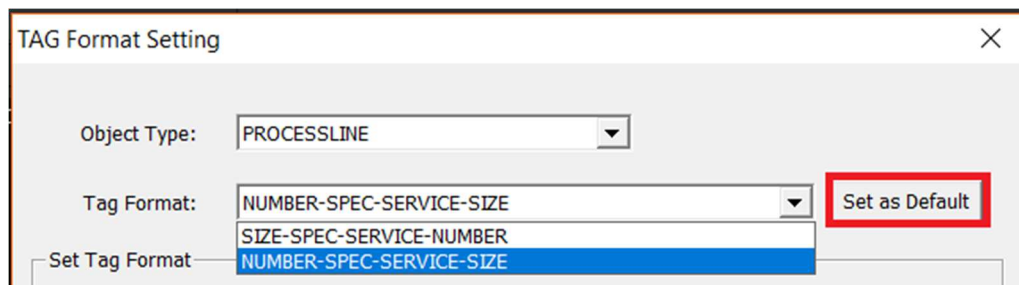 TAG Format Setting
Object Type: PROCESSLINE
Tag Format: NUMBER-SPEC-SERVICE-SIZE Set as Default
SIZE-SPEC-SERVICE-NUMBER
Set Tag Format NUMBER-SPEC-SERVICE-SIZE